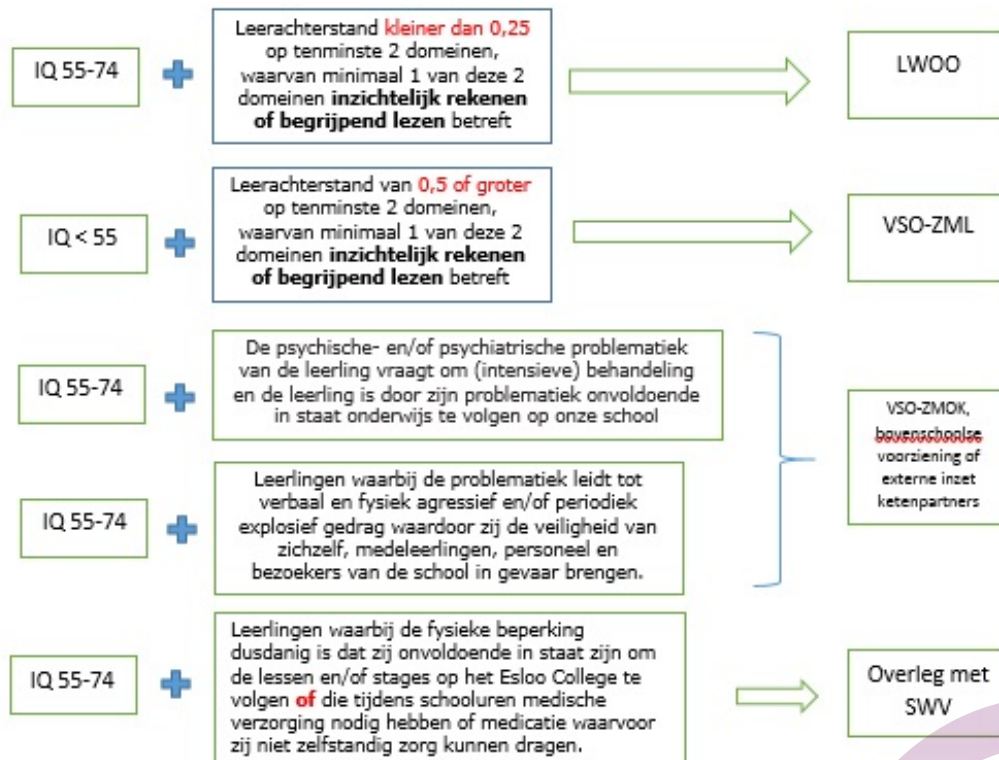 IQ 55-74
Leerachterstand kleiner dan 0,25
op tenminste 2 domeinen,
waarvan minimaal 1 van deze 2
domeinen inzichtelijk rekenen
of begrijpend lezen betreft
LWOO
IQ < 55
Leerachterstand van 0,5 of groter
op tenminste 2 domeinen,
waarvan minimaal 1 van deze 2
domeinen inzichtelijk rekenen
of begrijpend lezen betreft
VSO-ZML
IQ 55-74
De psychische- en/of psychiatrische problematiek
van de leerling vraagt om (intensieve) behandeling
en de leerling is door zijn problematiek onvoldoende
in staat onderwijs te volgen op onze school
IQ 55-74
Leerlingen waarbij de problematiek leidt tot
verbaal en fysiek agressief en/of periodiek
explosief gedrag waardoor zij de veiligheid van
zichzelf, medeleerlingen, personeel en
bezoekers van de school in gevaar brengen.
VSO-ZMOK,
bovenschoolse
voorziening of
externe inzet
ketenpartners
IQ 55-74
Leerlingen waarbij de fysieke beperking
dusdanig is dat zij onvoldoende in staat zijn om
de lessen en/of stages op het Esloo College te
volgen of die tijdens schooluren medische
verzorging nodig hebben of medicatie waarvoor
zij niet zelfstandig zorg kunnen dragen.
Overleg met
SWV